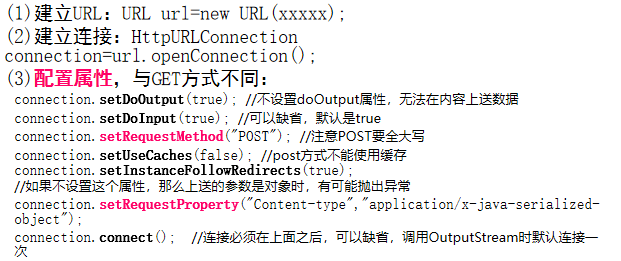 (1)建立URL：URL url=new URL(xxxxx);
(2)建立连接：HttpURLConnection
connection=url.openConnection();
(3)配置属性，与GET方式不同：
connection.setDoOutput(true); //不设置doOutput属性，无法在内容上送数据
connection.setDoInput(true); //可以缺省，默认是true
connection.setRequestMethod("POST"); //注意POST要全大写
connection.setUseCaches(false); //post方式不能使用缓存
connection.setInstanceFollowRedirects(true);
//如果不设置这个属性，那么上送的参数是对象时，有可能抛出异常
connection.setRequestProperty("Content-type","application/x-java-serialized-
object");
connection.connect(); //连接必须在上面之后，可以缺省，调用OutputStream时默认连接一
次